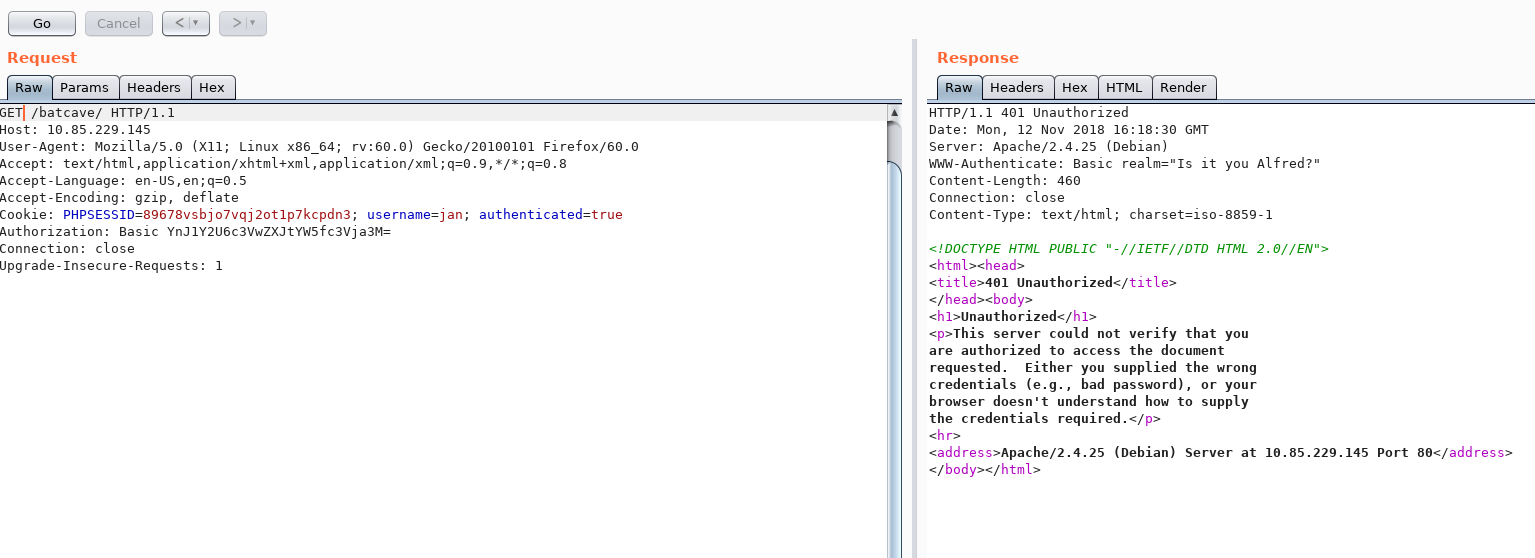 Go Cancel < >
Request
Raw Params Headers Hex
GET /batcave/ HTTP/1.1
Host: 10.85.229.145
User-Agent: Mozilla/5.0 (X11; Linux x86_64; rv:60.0) Gecko/20100101 Firefox/60.0
Accept: text/html,application/xhtml+xml,application/xml;q=0.9,*/*;q=0.8
Accept-Language: en-US,en;q=0.5
Accept-Encoding: gzip, deflate
Cookie: PHPSESSID=89678vsbjo7vqj2ot1p7kcpdn3; username=jan; authenticated=true
Authorization: Basic YnJ1Y2U6c3VwZXJtYW5fc3Vja3M=
Connection: close
Upgrade-Insecure-Requests: 1
Response
Raw Headers Hex HTML Render
HTTP/1.1 401 Unauthorized
Date: Mon, 12 Nov 2018 16:18:30 GMT
Server: Apache/2.4.25 (Debian)
WWW-Authenticate: Basic realm="Is it you Alfred?"
Content-Length: 460
Connection: close
Content-Type: text/html; charset=iso-8859-1
<!DOCTYPE HTML PUBLIC "-//IETF//DTD HTML 2.0//EN">
<html><head>
<title>401 Unauthorized</title>
</head><body>
<h1>Unauthorized</h1>
<p>This server could not verify that you
are authorized to access the document
requested.  Either you supplied the wrong
credentials (e.g., bad password), or your
browser doesn't understand how to supply
the credentials required.</p>
<hr>
<address>Apache/2.4.25 (Debian) Server at 10.85.229.145 Port 80</address>
</body></html>